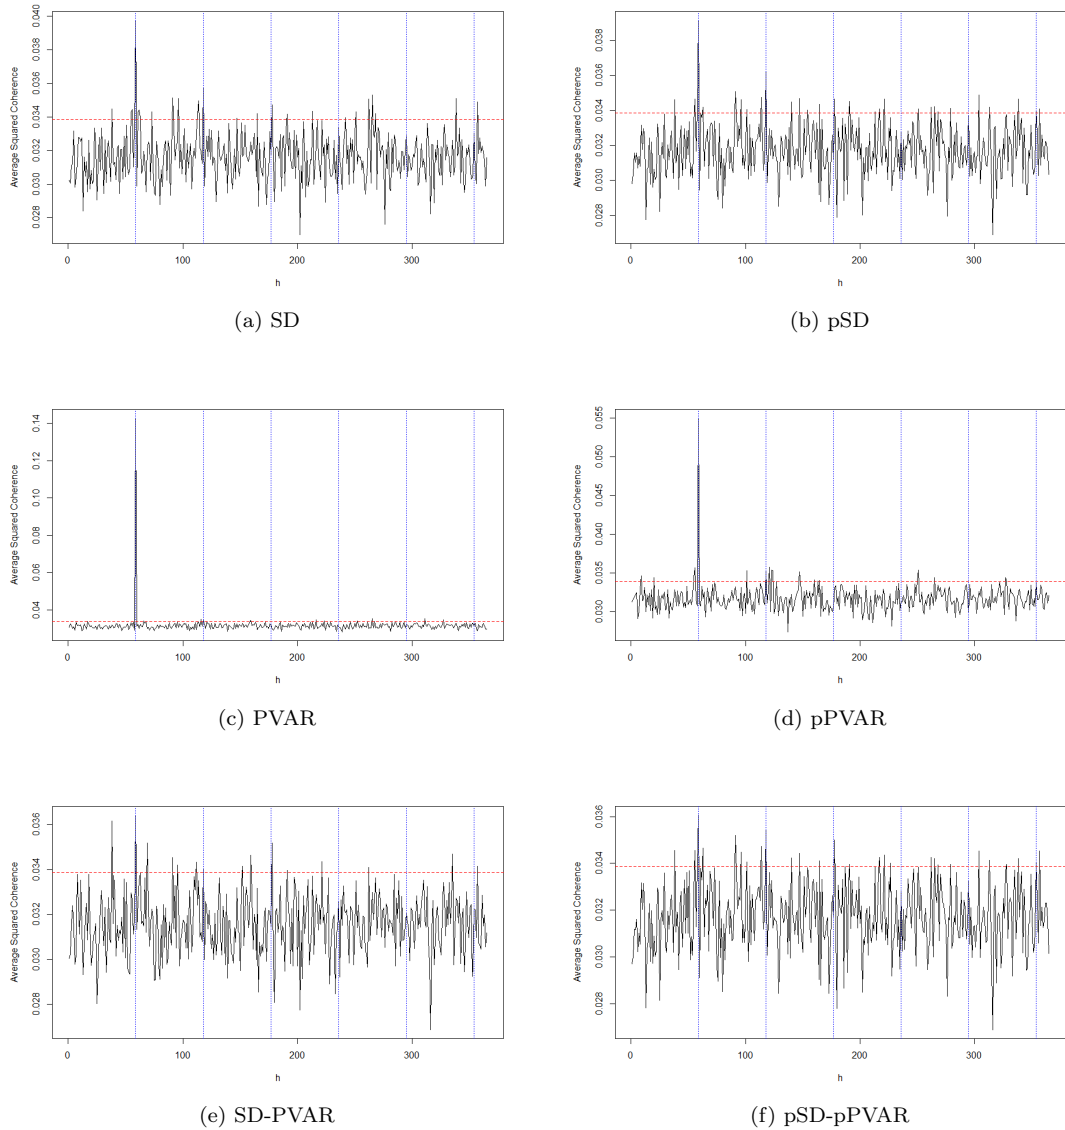 Average Squared Coherence
0.028 0.030 0.032 0.034 0.036 0.038 0.040
0 100 200 300
h
(a) SD
Average Squared Coherence
0.028 0.030 0.032 0.034 0.036 0.038
0 100 200 300
h
(b) pSD
Average Squared Coherence
0.04 0.06 0.08 0.10 0.12 0.14
0 100 200 300
h
(c) PVAR
Average Squared Coherence
0.030 0.035 0.040 0.045 0.050 0.055
0 100 200 300
h
(d) pPVAR
Average Squared Coherence
0.028 0.030 0.032 0.034 0.036
0 100 200 300
h
(e) SD-PVAR
Average Squared Coherence
0.028 0.030 0.032 0.034 0.036
0 100 200 300
h
(f) pSD-pPVAR